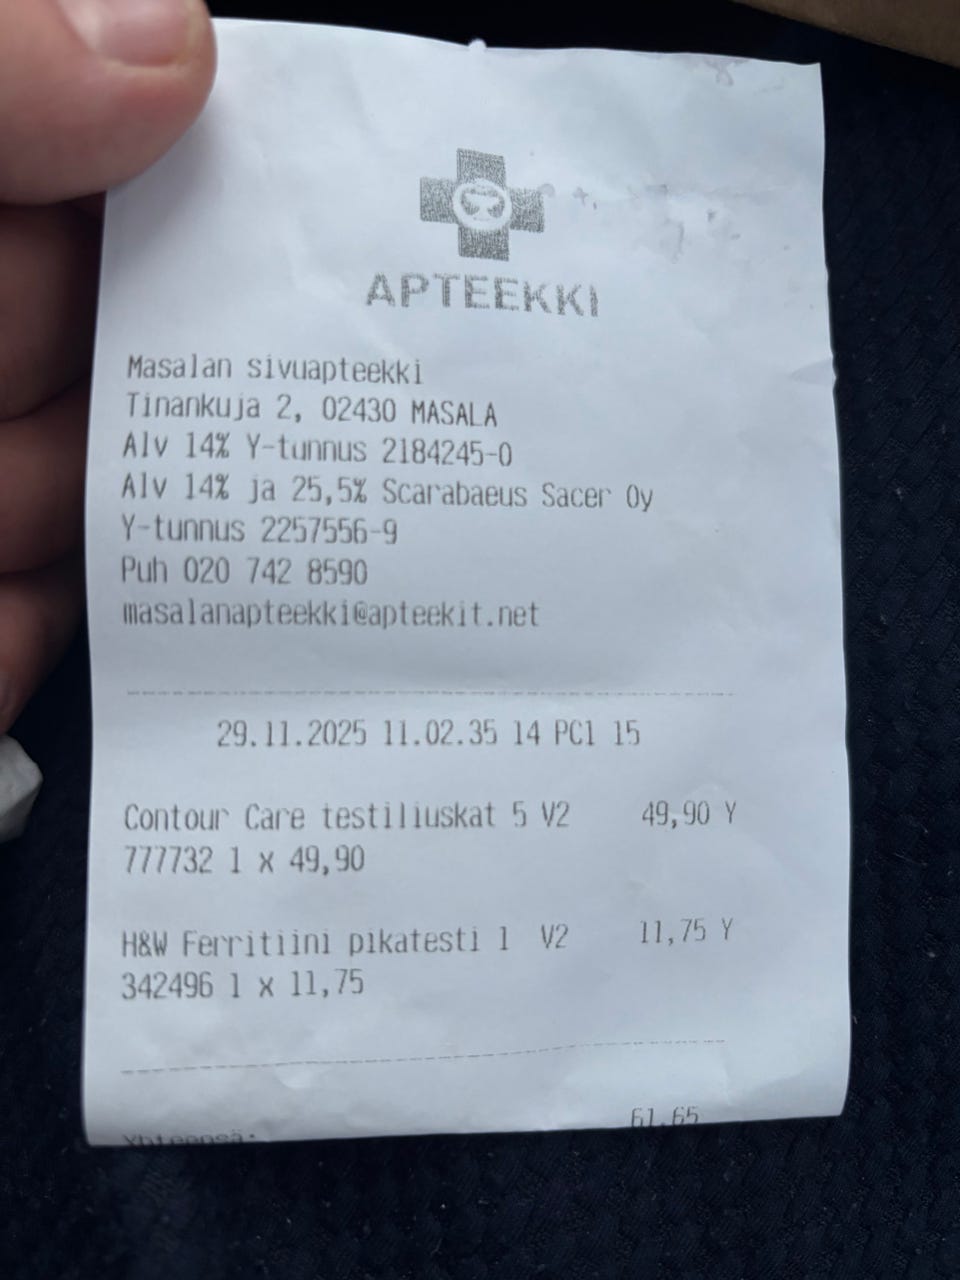 APTEEKKI
Masalan sivuapteekki
Tinankuja 2, 02430 MASALA
Alv 14% Y-tunnus 2184245-0
Alv 14% ja 25,5% Scarabaeus Sacer Oy
Y-tunnus 2257556-9
Puh 020 742 8590
masalanapteekki@apteekit.net
29.11.2025 11.02.35 14 PC1 15
Contour Care testiliuskat 5 V2 49,90 Y
777732 1 x 49,90
H&W Ferritiini pikatesti 1 V2 11,75 Y
342496 1 x 11,75
Yhteensä: 61,65